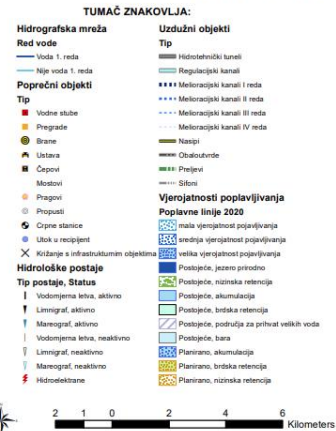 TUMAČ ZNAKOVLJA:
Hidrografska mreža
Red vode
Voda 1. reda
Nije voda 1. reda
Poprečni objekti
Tip
Vodne stube
Pregrade
Brane
Ustava
Čepovi
Mostovi
Pragovi
Propusti
Crpne stanice
Utok u recipijent
Križanje s infrastrukturnim objektima
Hidrološke postaje
Tip postaje, Status
Vodomjerna letva, aktivno
Limnigraf, aktivno
Mareograf, aktivno
Vodomjerna letva, neaktivno
Limnigraf, neaktivno
Mareograf, neaktivno
Hidroelektrane
Uzdužni objekti
Tip
Hidrotehnički tuneli
Regulacijski kanali
Melioracijski kanali I reda
Melioracijski kanali II reda
Melioracijski kanali III reda
Melioracijski kanali IV reda
Nasipi
Obaloutvrde
Preljevi
Sifoni
Vjerojatnosti poplavljivanja
Poplavne linije 2020
mala vjerojatnost pojavljivanja
srednja vjerojatnost pojavljivanja
velika vjerojatnost pojavljivanja
Postojeće, jezero prirodno
Postojeće, nizinska retencija
Postojeće, akumulacija
Postojeće, brdska retencija
Postojeće, područja za prihvat velikih voda
Postojeće, bara
Planirano, akumulacija
Planirano, brdska retencija
Planirano, nizinska retencija
2 1 0 2 4 6
Kilometers